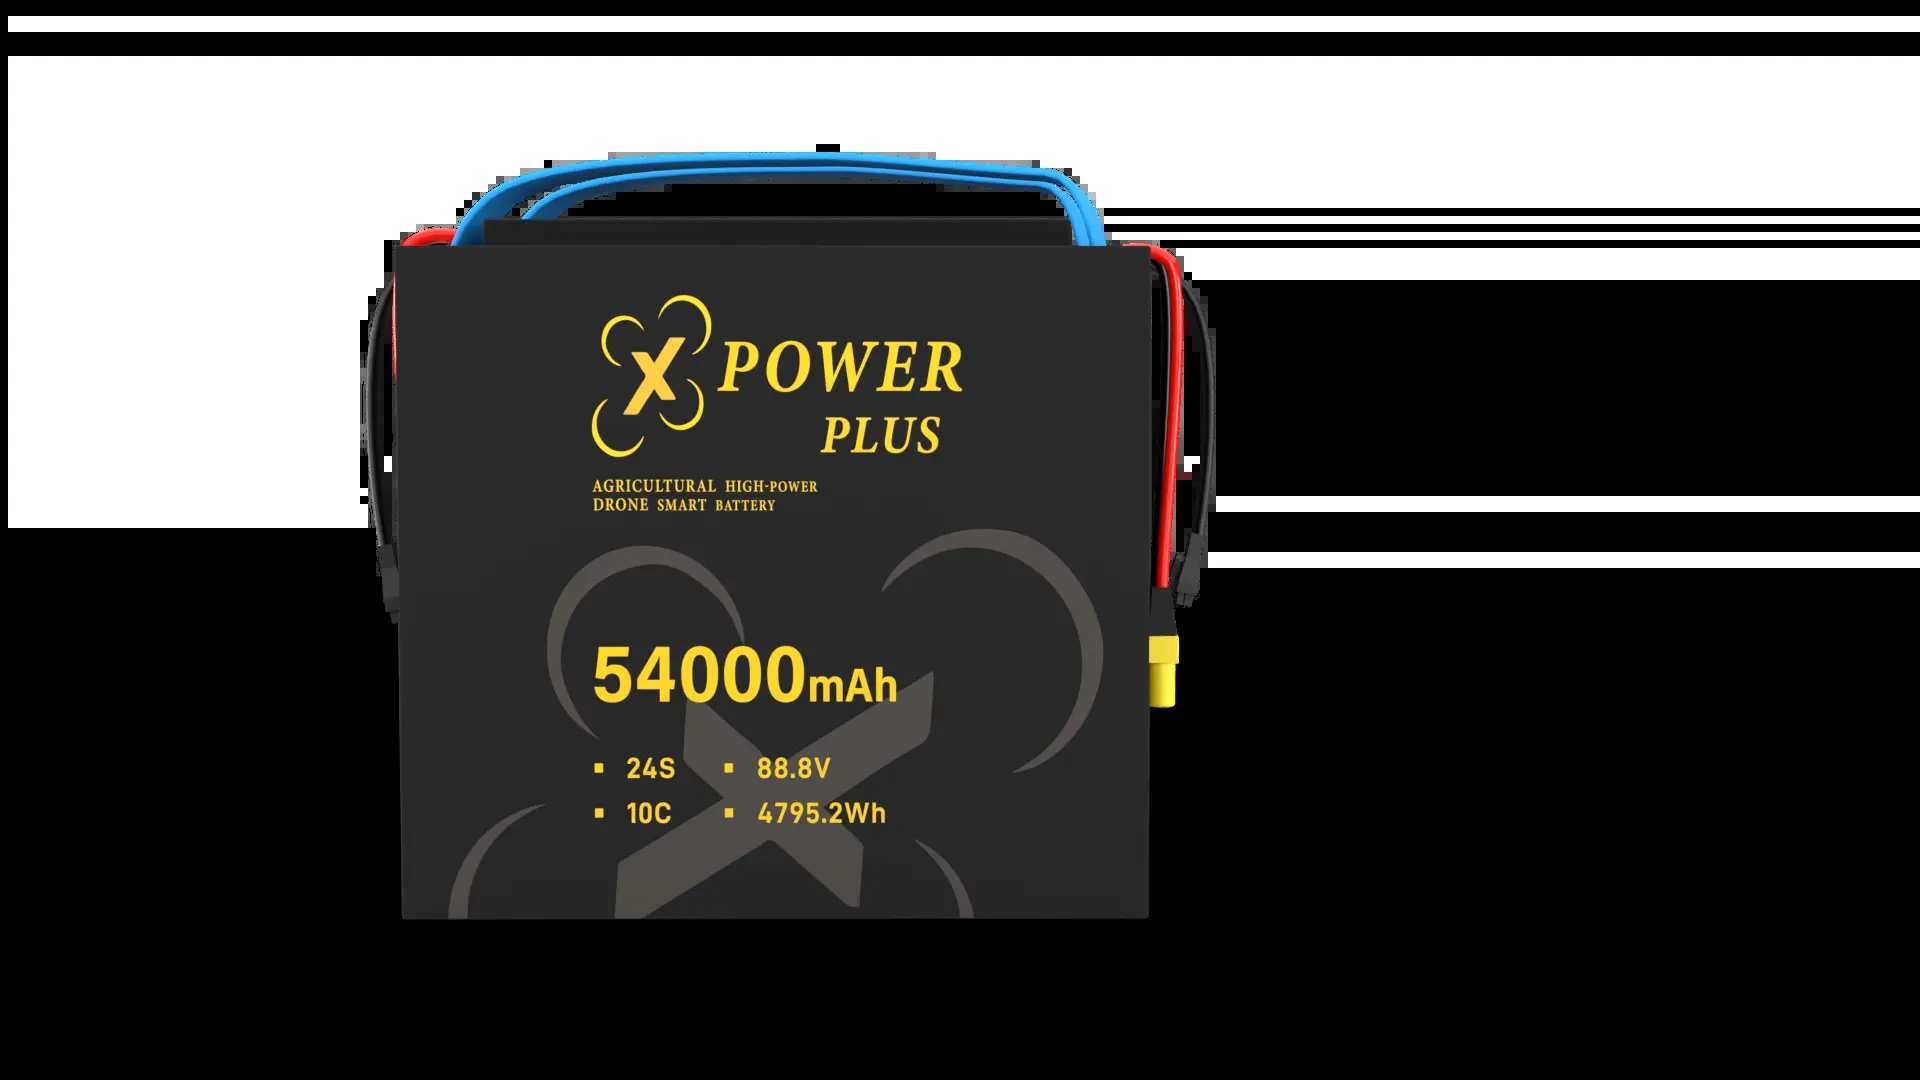 X POWER
PLUS
AGRICULTURAL HIGH-POWER
DRONE SMART BATTERY
54000mAh
▪ 24S ▪ 88.8V
▪ 10C ▪ 4795.2Wh